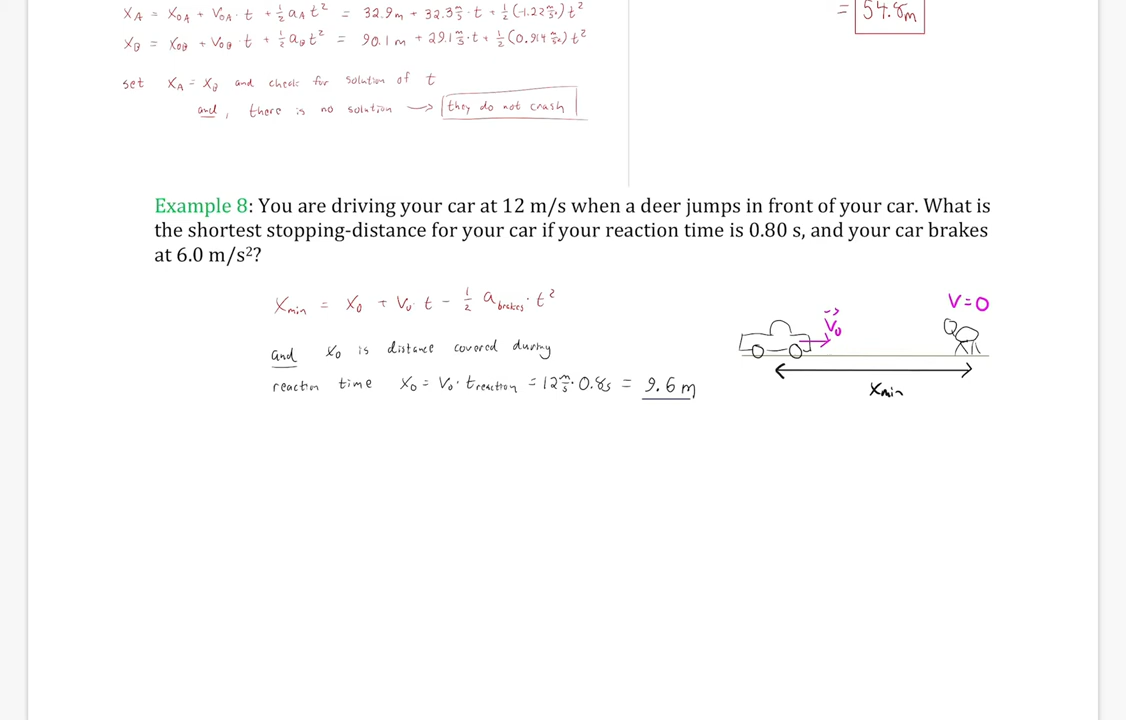 X_A = X_0A + V_0A · t + ½ a_A t² = 32.9m + 32.3 m/s · t + ½ (-1.22 m/s²) t²
= 54.8m
X_B = X_0B + V_0B · t + ½ a_B t² = 90.1m + 29.1 m/s · t + ½ (0.914 m/s²) t²
set X_A = X_B and check for solution of t
and, there is no solution → they do not crash
Example 8: You are driving your car at 12 m/s when a deer jumps in front of your car. What is
the shortest stopping-distance for your car if your reaction time is 0.80 s, and your car brakes
at 6.0 m/s²?
X_min = X_0 + V_0 · t - ½ a_brakes · t²
V=0
V_0
and X_0 is distance covered during
reaction time X_0 = V_0 · t_reaction = 12 m/s · 0.8s = 9.6 m
X_min